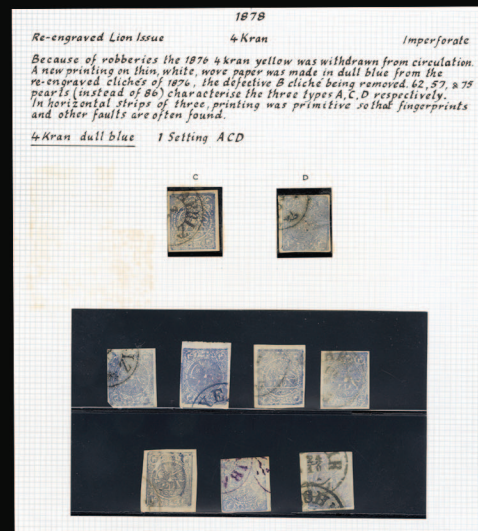 1878
Re-engraved Lion Issue 4 Kran Imperforate
Because of robberies the 1876 4 kran yellow was withdrawn from circulation.
A new printing on thin, white, wove paper was made in dull blue from the
re-engraved clichés of 1876, the defective B cliché being removed. 62, 57, & 75
pearls (instead of 86) characterise the three types A, C, D respectively.
In horizontal strips of three, printing was primitive so that fingerprints
and other faults are often found.
4 Kran dull blue 1 Setting ACD
C D